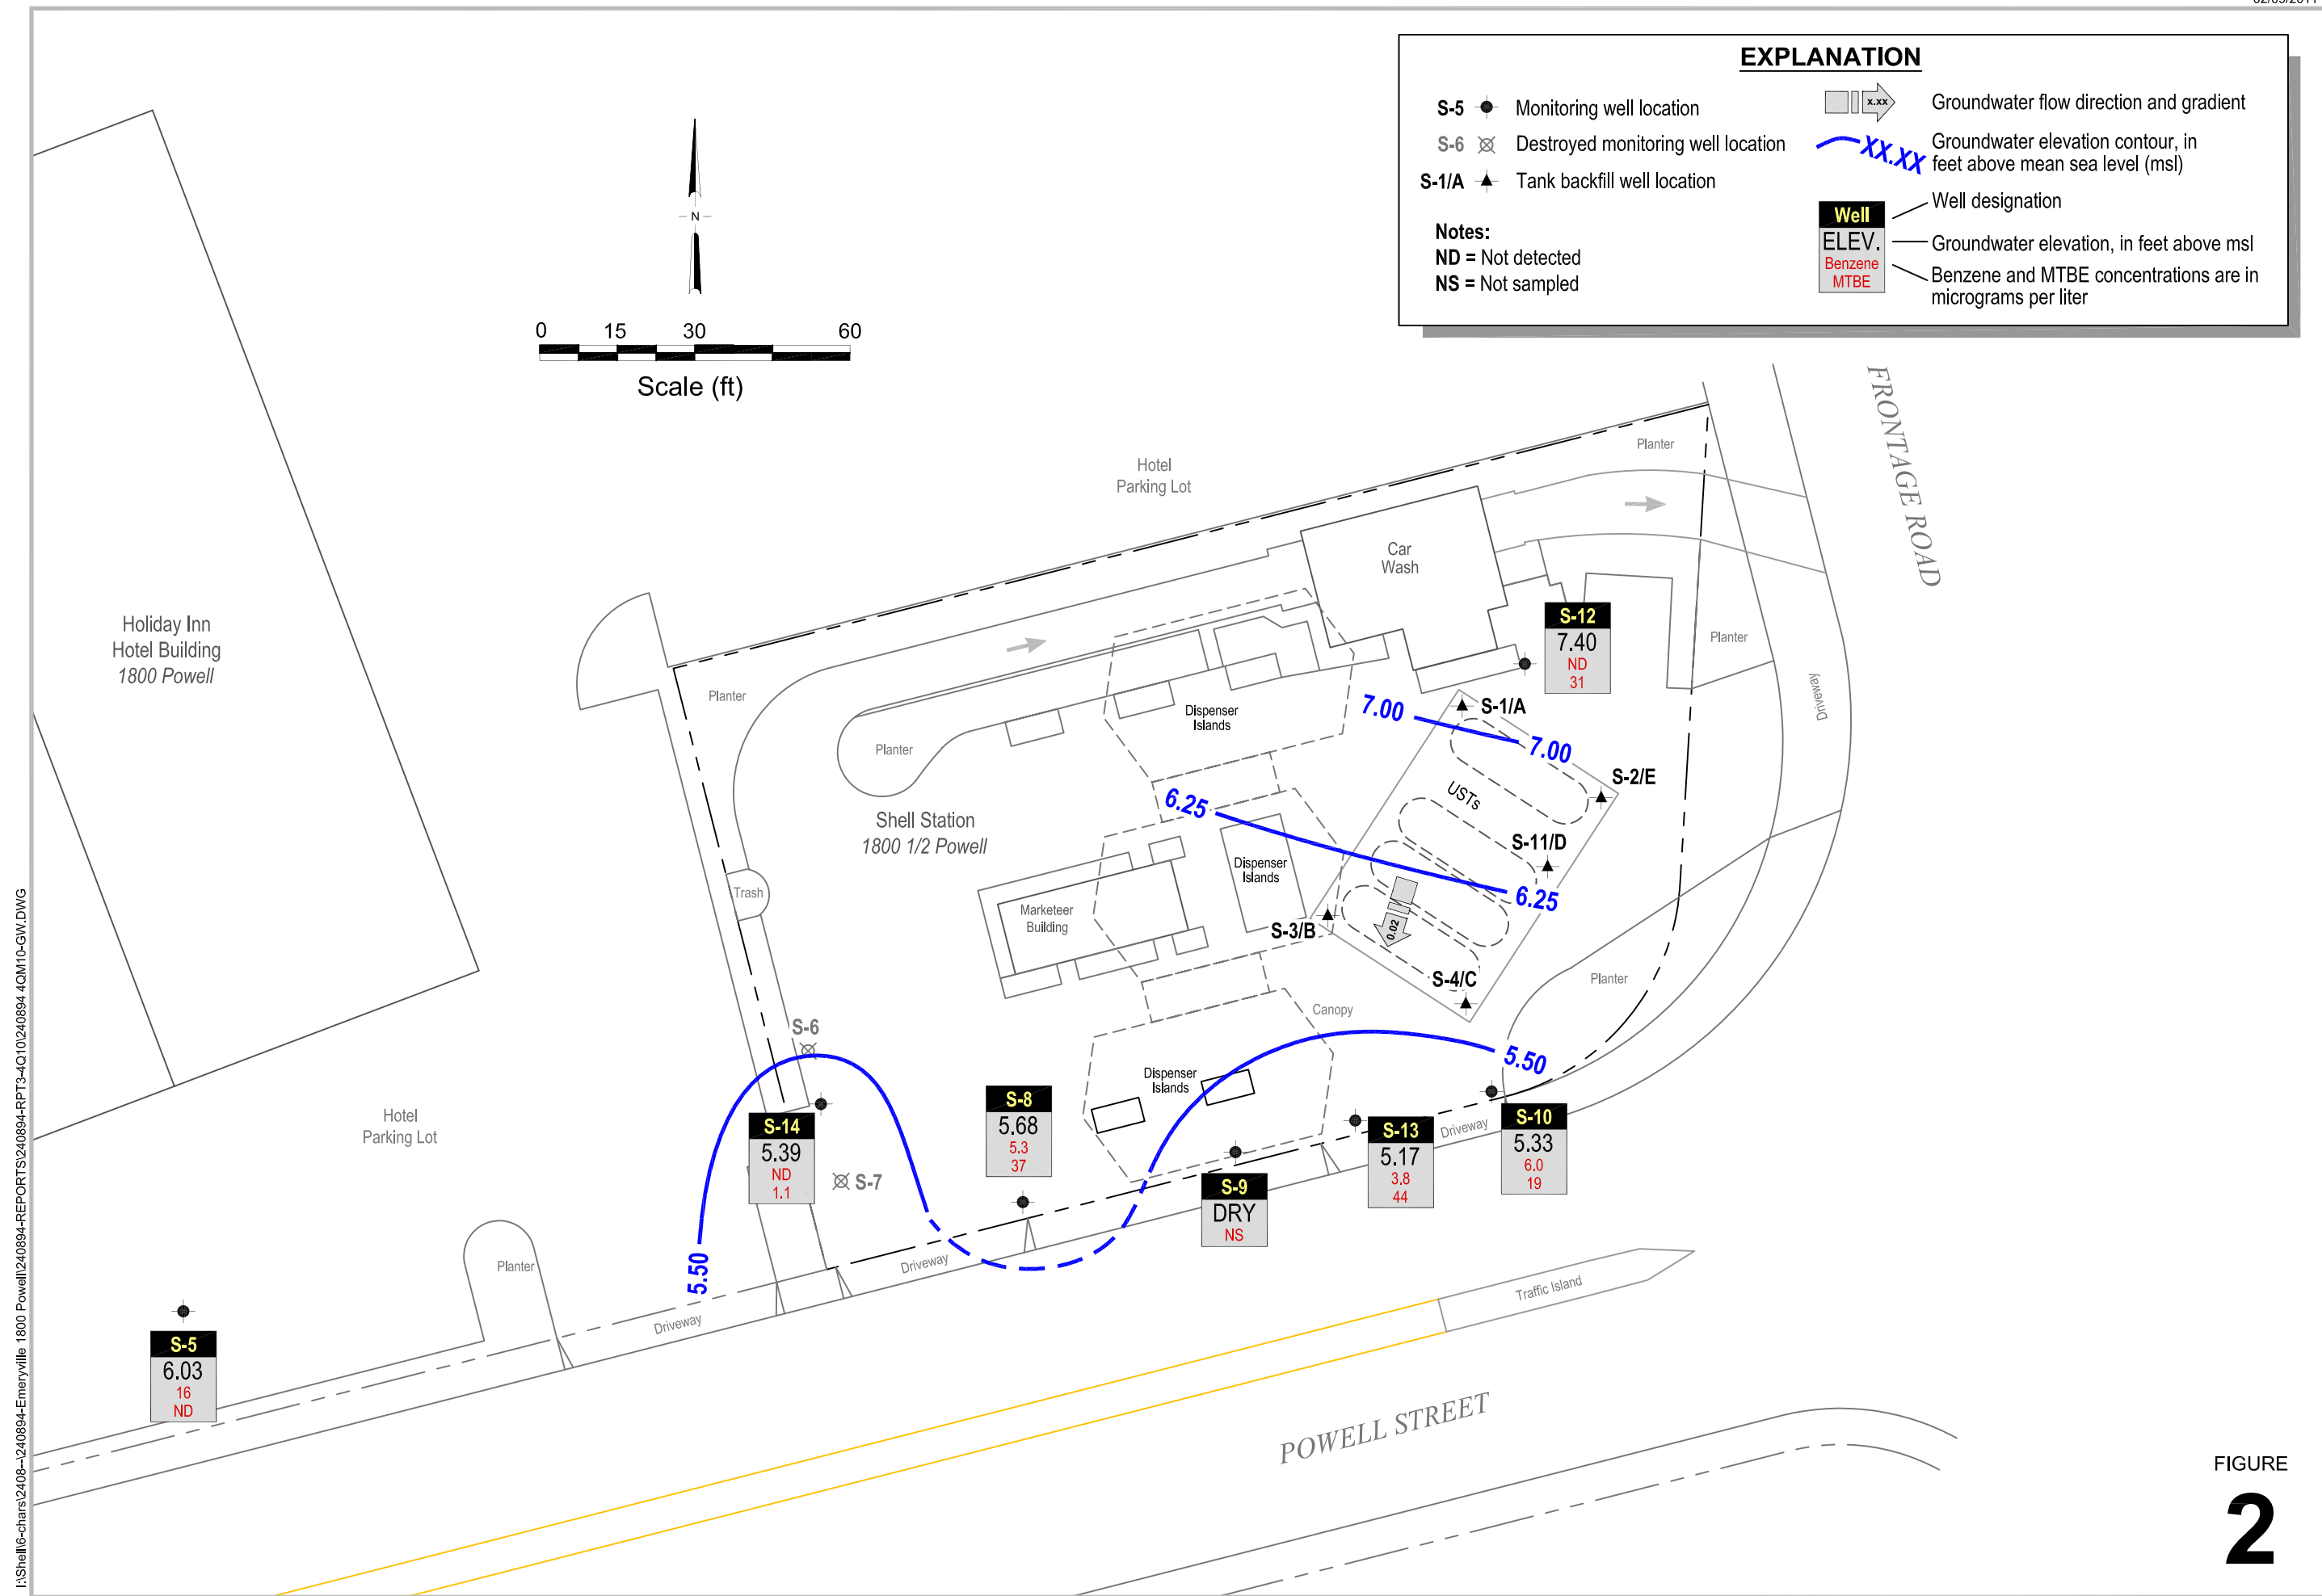 EXPLANATION
S-5 Monitoring well location
S-6 Destroyed monitoring well location
S-1/A Tank backfill well location
Notes:
ND = Not detected
NS = Not sampled
x.xx Groundwater flow direction and gradient
XX.XX Groundwater elevation contour, in
feet above mean sea level (msl)
Well
ELEV.
Benzene
MTBE
Well designation
Groundwater elevation, in feet above msl
Benzene and MTBE concentrations are in
micrograms per liter
N
0 15 30 60
Scale (ft)
FRONTAGE ROAD
Hotel
Parking Lot
Planter
Car
Wash
Holiday Inn
Hotel Building
1800 Powell
S-12
7.40
ND
31
Planter
Driveway
Planter
Planter
Dispenser
Islands
7.00
7.00
S-1/A
S-2/E
USTs
6.25
6.25
Shell Station
1800 1/2 Powell
S-11/D
Dispenser
Islands
Trash
Marketeer
Building
S-3/B
0.02
S-4/C
Planter
Canopy
S-6
5.50
Dispenser
Islands
Hotel
Parking Lot
S-14
5.39
ND
1.1
S-7
S-8
5.68
5.3
37
S-9
DRY
NS
S-13
5.17
3.8
44
Driveway
S-10
5.33
6.0
19
5.50
Planter
Driveway
Driveway
Traffic Island
S-5
6.03
16
ND
POWELL STREET
FIGURE
2
I:\Shell\6-chars\2408--\240894-Emeryville 1800 Powell\240894-REPORTS\240894-RPT3-4Q10\240894 4QM10-GW.DWG